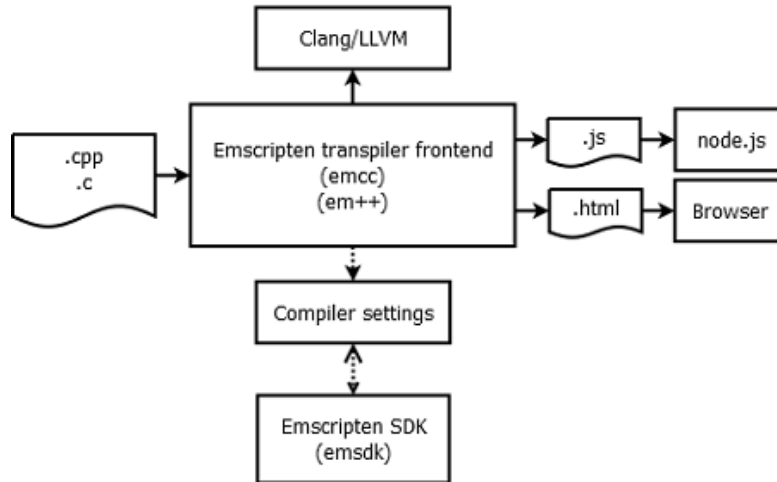 Clang/LLVM
.cpp
.c
Emscripten transpiler frontend
(emcc)
(em++)
.js
node.js
.html
Browser
Compiler settings
Emscripten SDK
(emsdk)